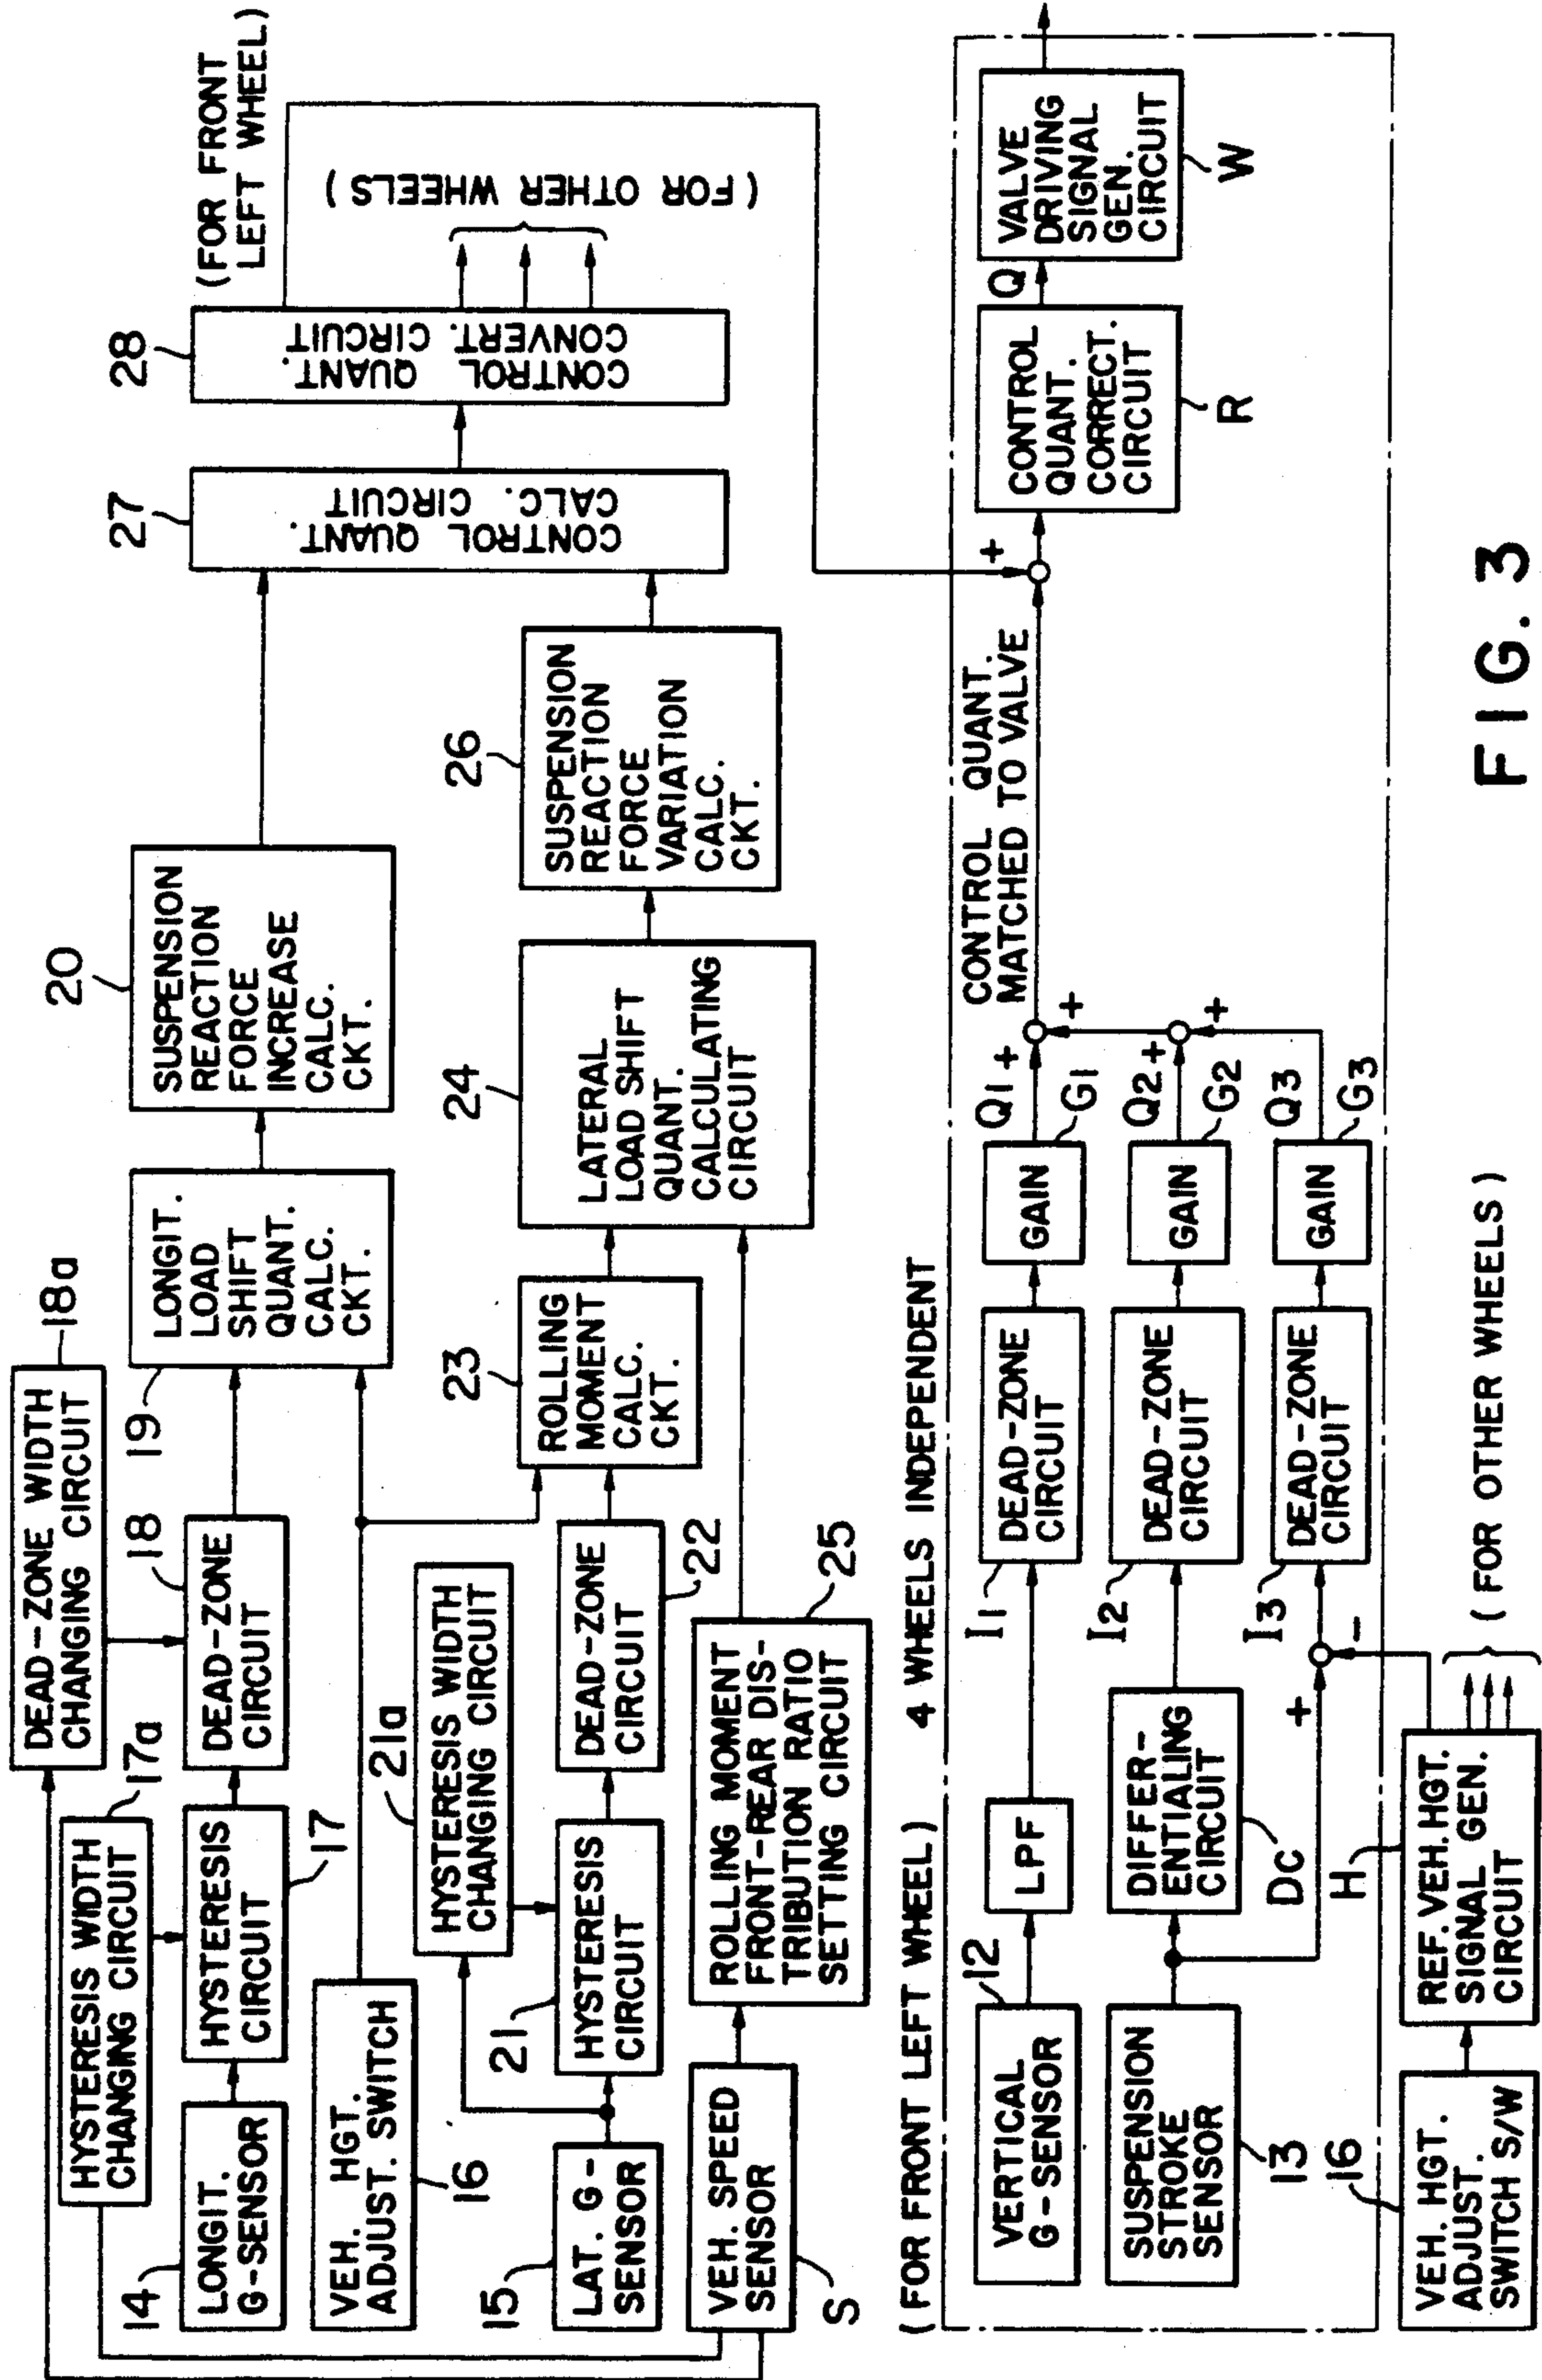 HYSTERESIS WIDTH
CHANGING CIRCUIT
17a
DEAD-ZONE WIDTH
CHANGING CIRCUIT
18a
14
LONGIT.
G-SENSOR
HYSTERESIS
CIRCUIT
17
DEAD-ZONE
CIRCUIT
18
19
LONGIT.
LOAD
SHIFT
QUANT.
CALC.
CKT.
20
SUSPENSION
REACTION
FORCE
INCREASE
CALC.
CKT.
27
CONTROL QUANT.
CALC. CIRCUIT
28
CONTROL QUANT.
CONVERT. CIRCUIT
(FOR FRONT
LEFT WHEEL)
(FOR OTHER WHEELS)
VEH. HGT.
ADJUST. SWITCH
16
HYSTERESIS WIDTH
CHANGING CIRCUIT
21a
15
LAT. G-
SENSOR
21
HYSTERESIS
CIRCUIT
DEAD-ZONE
CIRCUIT
22
23
ROLLING
MOMENT
CALC.
CKT.
24
LATERAL
LOAD SHIFT
QUANT.
CALCULATING
CIRCUIT
26
SUSPENSION
REACTION
FORCE
VARIATION
CALC.
CKT.
VEH. SPEED
SENSOR
S
ROLLING MOMENT
FRONT-REAR DIS-
TRIBUTION RATIO
SETTING CIRCUIT
25
(FOR FRONT LEFT WHEEL) 4 WHEELS INDEPENDENT
VERTICAL
G-SENSOR
12
LPF
I1
DEAD-ZONE
CIRCUIT
GAIN
G1
Q1
+
+
CONTROL QUANT.
MATCHED TO VALVE
+
CONTROL
QUANT.
CORRECT.
CIRCUIT
R
Q
VALVE
DRIVING
SIGNAL
GEN.
CIRCUIT
W
SUSPENSION
STROKE
SENSOR
13
DIFFER-
ENTIALING
CIRCUIT
DC
I2
DEAD-ZONE
CIRCUIT
GAIN
G2
Q2
+
+
+
-
I3
DEAD-ZONE
CIRCUIT
GAIN
G3
Q3
16
VEH. HGT.
ADJUST.
SWITCH S/W
H
REF. VEH. HGT.
SIGNAL GEN.
CIRCUIT
(FOR OTHER WHEELS)
FIG. 3